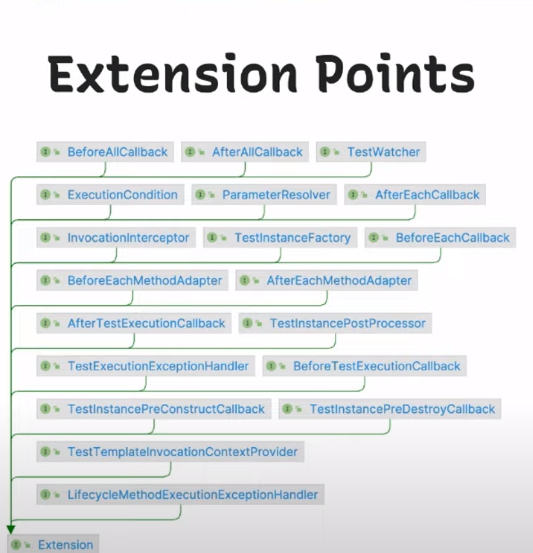 Extension Points
BeforeAllCallback AfterAllCallback TestWatcher
ExecutionCondition ParameterResolver AfterEachCallback
InvocationInterceptor TestInstanceFactory BeforeEachCallback
BeforeEachMethodAdapter AfterEachMethodAdapter
AfterTestExecutionCallback TestInstancePostProcessor
TestExecutionExceptionHandler BeforeTestExecutionCallback
TestInstancePreConstructCallback TestInstancePreDestroyCallback
TestTemplateInvocationContextProvider
LifecycleMethodExecutionExceptionHandler
Extension